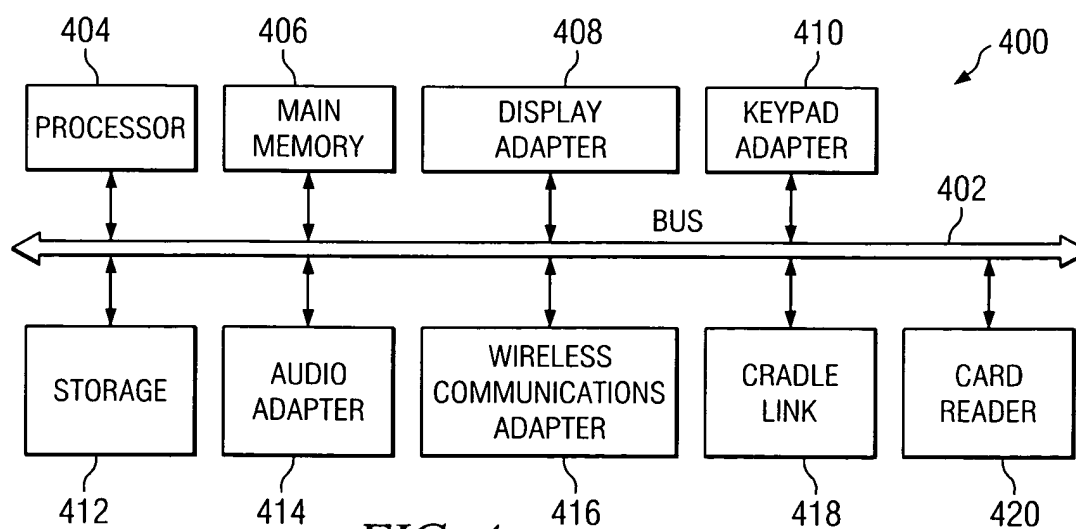 404
406
408
410
400
PROCESSOR
MAIN
MEMORY
DISPLAY
ADAPTER
KEYPAD
ADAPTER
BUS
402
STORAGE
AUDIO
ADAPTER
WIRELESS
COMMUNICATIONS
ADAPTER
CRADLE
LINK
CARD
READER
412
414
416
418
420